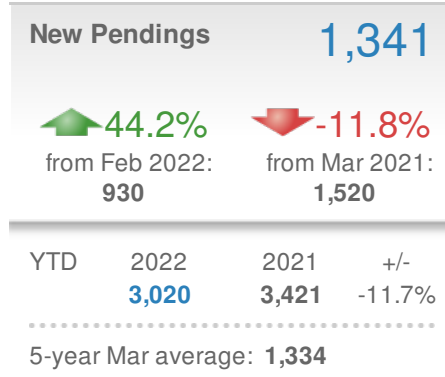 New Pendings 1,341
44.2% -11.8%
from Feb 2022: from Mar 2021:
930 1,520
YTD 2022 2021 +/-
3,020 3,421 -11.7%
5-year Mar average: 1,334